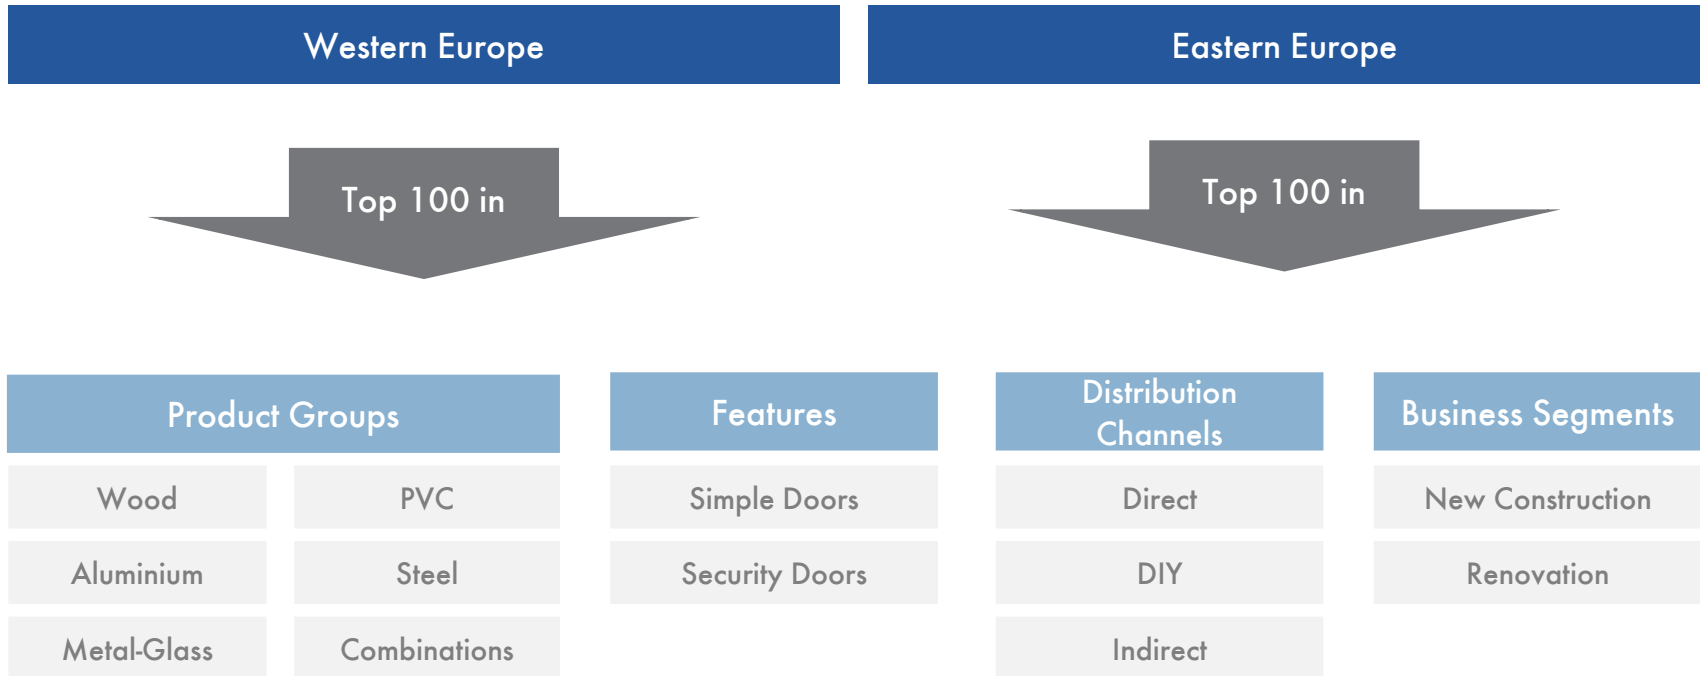 Western Europe
Eastern Europe
Top 100 in
Top 100 in
Product Groups
Features
Distribution
Channels
Business Segments
Wood
PVC
Simple Doors
Direct
New Construction
Aluminium
Steel
Security Doors
DIY
Renovation
Metal-Glass
Combinations
Indirect